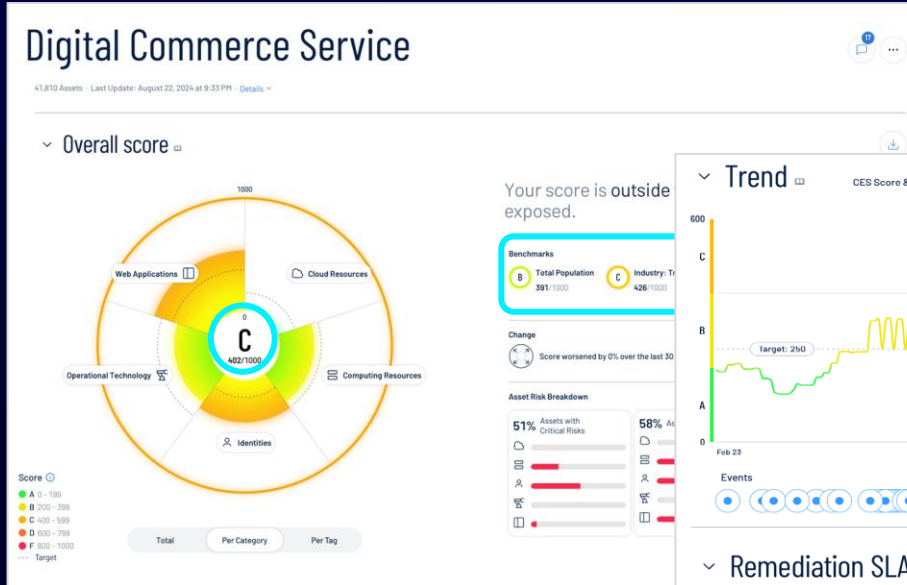 Digital Commerce Service
17
41,810 Assets · Last Update: August 22, 2024 at 9:33 PM · Details
Overall score
1000
Web Applications
Cloud Resources
0
C
402/1000
Operational Technology
Computing Resources
Identities
Score
A 0 - 199
B 200 - 399
C 400 - 599
D 600 - 799
F 800 - 1000
Target
Total
Per Category
Per Tag
Your score is outside
exposed.
Benchmarks
B
Total Population
391/1000
C
Industry:
426/1000
Change
Score worsened by 0% over the last 30
Asset Risk Breakdown
51% Assets with
Critical Risks
58%
Trend
CES Score &
600
C
B
Target: 250
A
0
Feb 23
Events
Remediation SLA